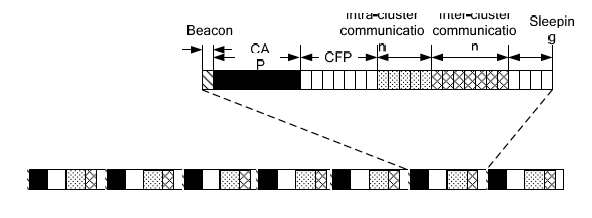 Beacon
CA
P
CFP
Intra-cluster
communicatio
n
Inter-cluster
communicatio
n
Sleepin
g